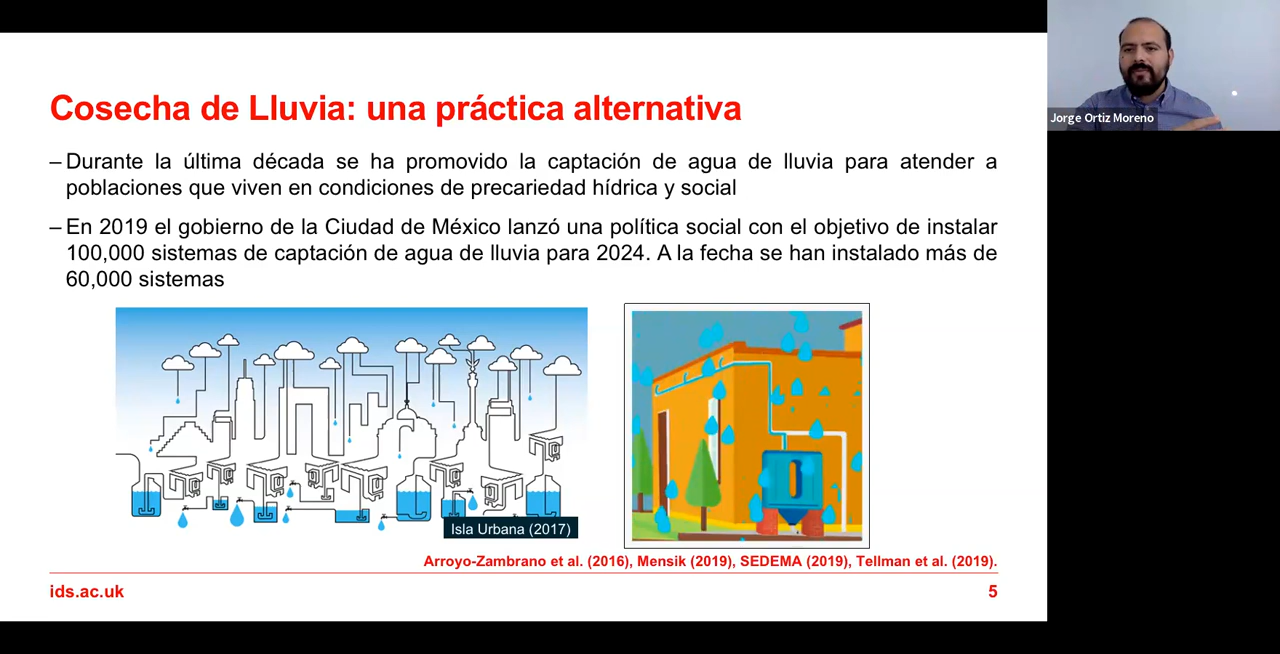 Cosecha de Lluvia: una práctica alternativa
– Durante la última década se ha promovido la captación de agua de lluvia para atender a
poblaciones que viven en condiciones de precariedad hídrica y social
– En 2019 el gobierno de la Ciudad de México lanzó una política social con el objetivo de instalar
100,000 sistemas de captación de agua de lluvia para 2024. A la fecha se han instalado más de
60,000 sistemas
Isla Urbana (2017)
Arroyo-Zambrano et al. (2016), Mensik (2019), SEDEMA (2019), Tellman et al. (2019).
ids.ac.uk
5
Jorge Ortiz Moreno